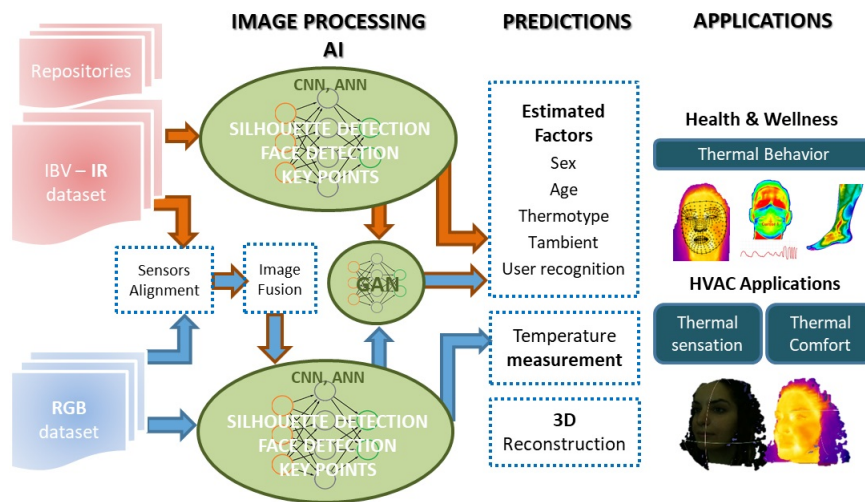 IMAGE PROCESSING
AI
PREDICTIONS
APPLICATIONS
Repositories
IBV – IR
dataset
CNN, ANN
SILHOUETTE DETECTION
FACE DETECTION
KEY POINTS
Sensors
Alignment
Image
Fusion
GAN
RGB
dataset
CNN, ANN
SILHOUETTE DETECTION
FACE DETECTION
KEY POINTS
Estimated
Factors
Sex
Age
Thermotype
Tambient
User recognition
Temperature
measurement
3D
Reconstruction
Health & Wellness
Thermal Behavior
HVAC Applications
Thermal
sensation
Thermal
Comfort